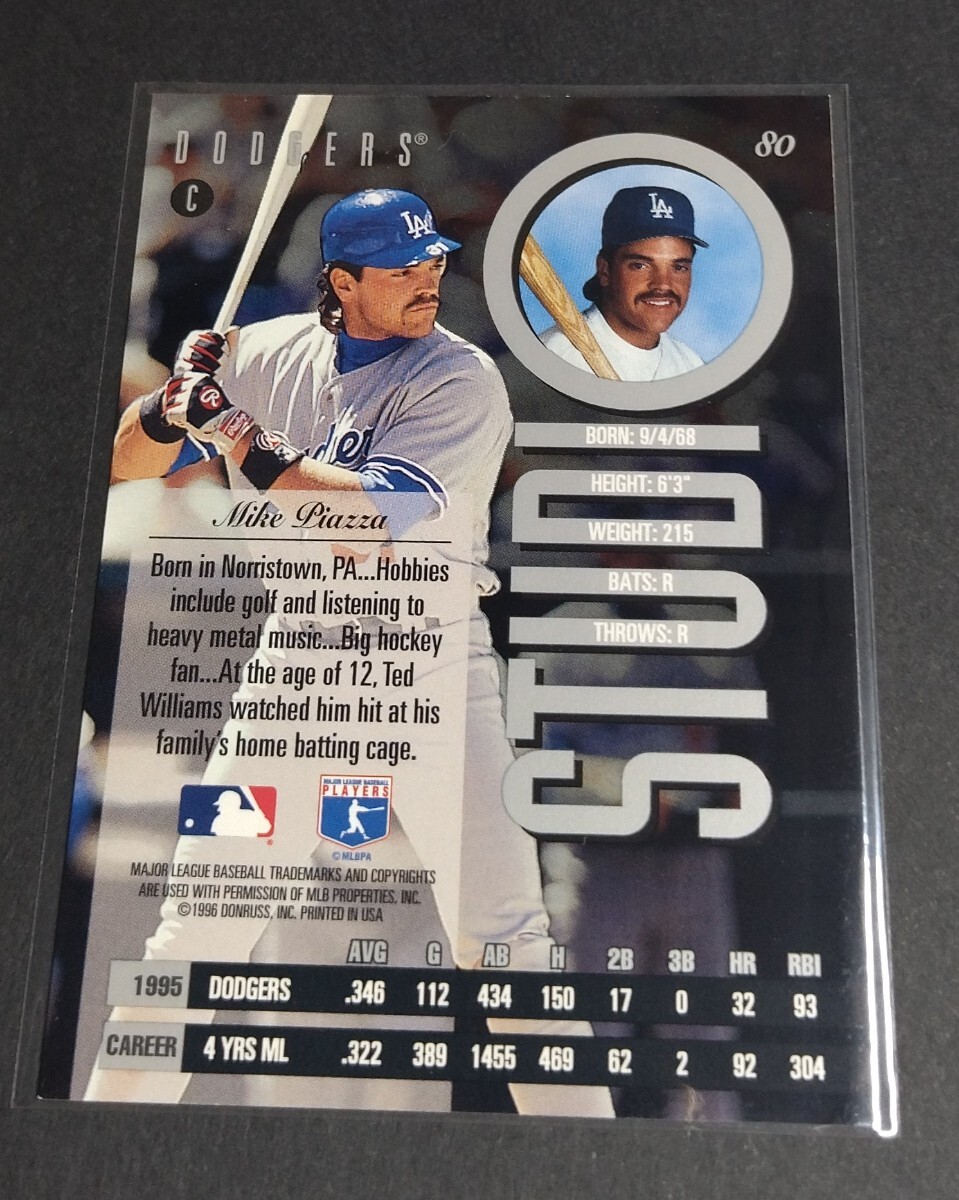 DODGERS®
80
C
LA
LA
R
BORN: 9/4/68
HEIGHT: 6'3"
WEIGHT: 215
BATS: R
THROWS: R
STUDIO
Mike Piazza
Born in Norristown, PA...Hobbies
include golf and listening to
heavy metal music...Big hockey
fan...At the age of 12, Ted
Williams watched him hit at his
family's home batting cage.
MAJOR LEAGUE BASEBALL
PLAYERS
©MLBPA
MAJOR LEAGUE BASEBALL TRADEMARKS AND COPYRIGHTS
ARE USED WITH PERMISSION OF MLB PROPERTIES, INC.
©1996 DONRUSS, INC. PRINTED IN USA
AVG G AB H 2B 3B HR RBI
1995 DODGERS .346 112 434 150 17 0 32 93
CAREER 4 YRS ML .322 389 1455 469 62 2 92 304